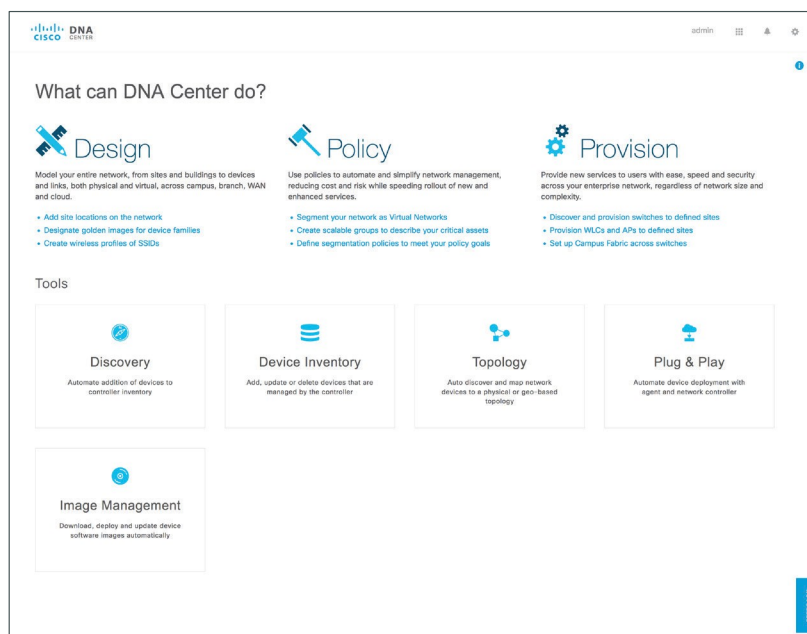 CISCO DNA CENTER
admin
What can DNA Center do?
Design
Model your entire network, from sites and buildings to devices
and links, both physical and virtual, across campus, branch, WAN
and cloud.
• Add site locations on the network
• Designate golden images for device families
• Create wireless profiles of SSIDs
Policy
Use policies to automate and simplify network management,
reducing cost and risk while speeding rollout of new and
enhanced services.
• Segment your network as Virtual Networks
• Create scalable groups to describe your critical assets
• Define segmentation policies to meet your policy goals
Provision
Provide new services to users with ease, speed and security
across your enterprise network, regardless of network size and
complexity.
• Discover and provision switches to defined sites
• Provision WLCs and APs to defined sites
• Set up Campus Fabric across switches
Tools
Discovery
Automate addition of devices to
controller inventory
Device Inventory
Add, update or delete devices that are
managed by the controller
Topology
Auto discover and map network
devices to a physical or geo-based
topology
Plug & Play
Automate device deployment with
agent and network controller
Image Management
Download, deploy and update device
software images automatically